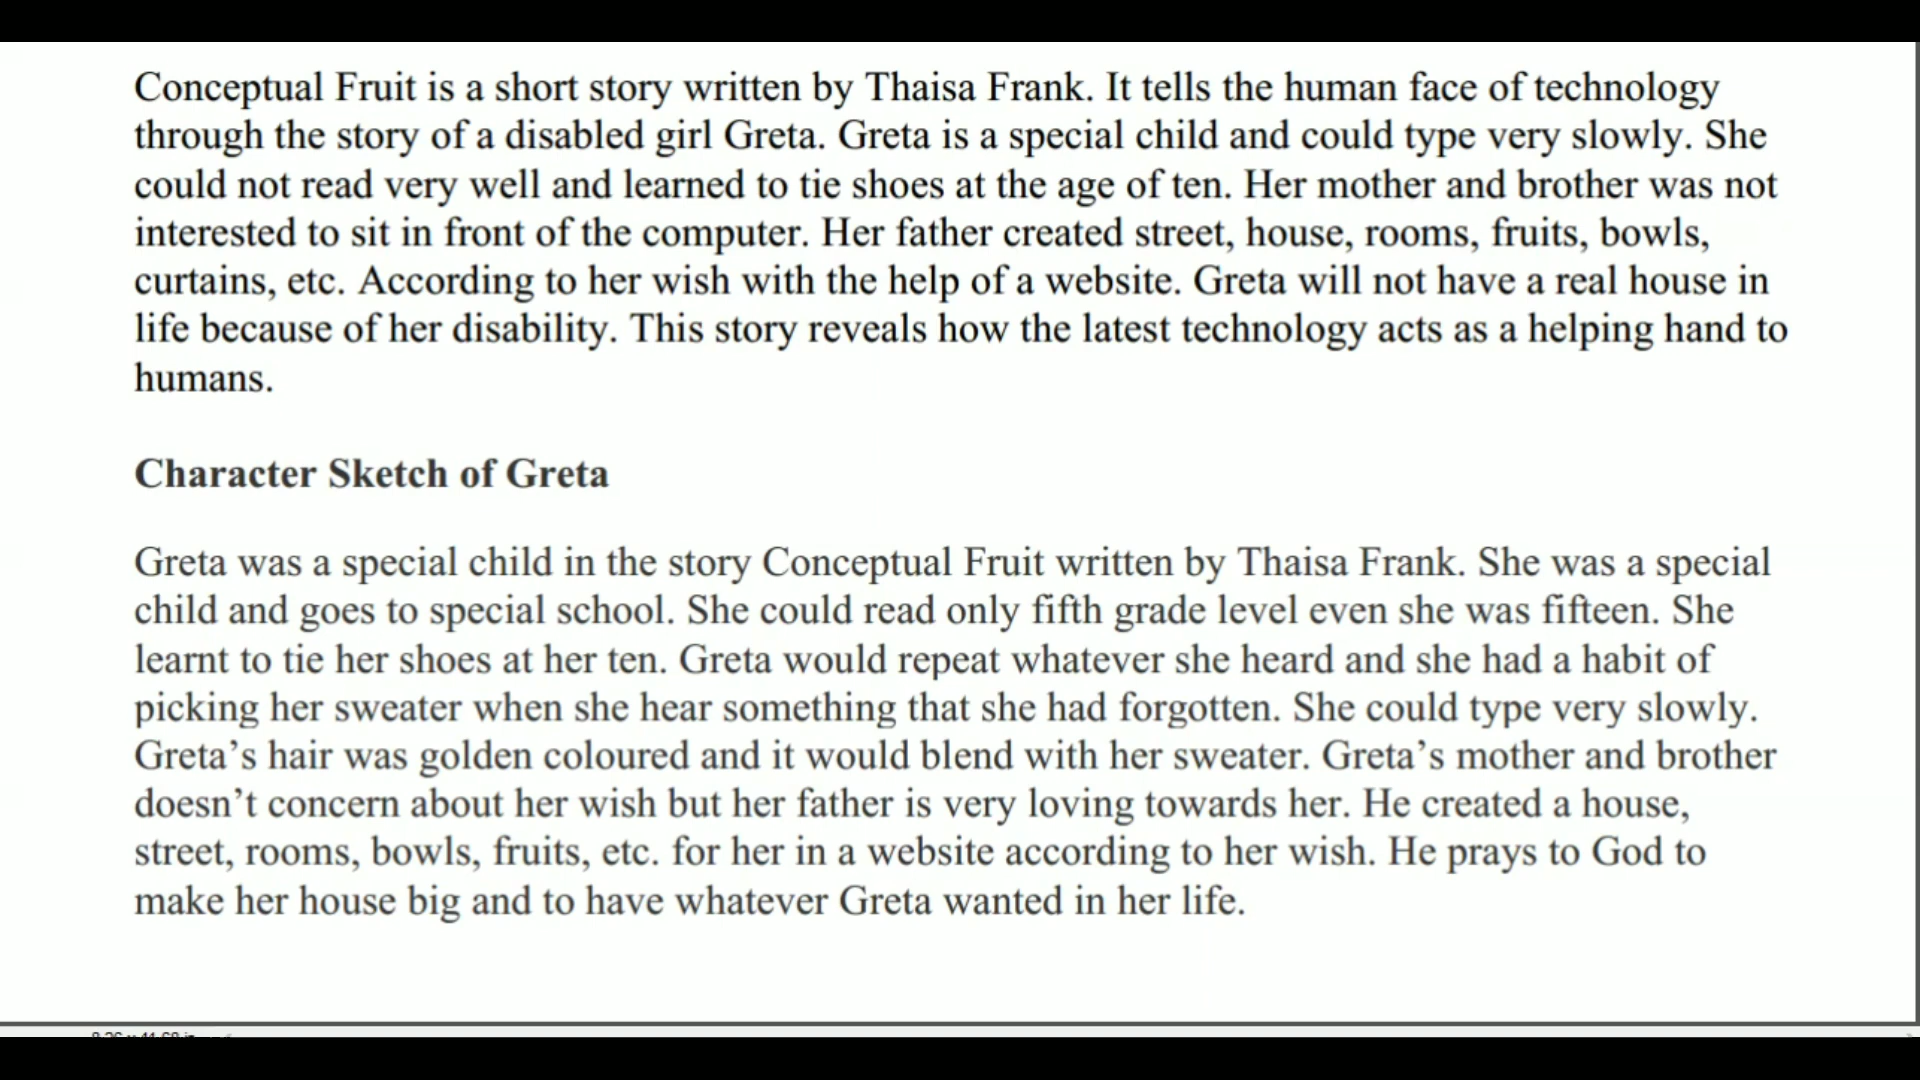 Conceptual Fruit is a short story written by Thaisa Frank. It tells the human face of technology
through the story of a disabled girl Greta. Greta is a special child and could type very slowly. She
could not read very well and learned to tie shoes at the age of ten. Her mother and brother was not
interested to sit in front of the computer. Her father created street, house, rooms, fruits, bowls,
curtains, etc. According to her wish with the help of a website. Greta will not have a real house in
life because of her disability. This story reveals how the latest technology acts as a helping hand to
humans.
Character Sketch of Greta
Greta was a special child in the story Conceptual Fruit written by Thaisa Frank. She was a special
child and goes to special school. She could read only fifth grade level even she was fifteen. She
learnt to tie her shoes at her ten. Greta would repeat whatever she heard and she had a habit of
picking her sweater when she hear something that she had forgotten. She could type very slowly.
Greta’s hair was golden coloured and it would blend with her sweater. Greta’s mother and brother
doesn’t concern about her wish but her father is very loving towards her. He created a house,
street, rooms, bowls, fruits, etc. for her in a website according to her wish. He prays to God to
make her house big and to have whatever Greta wanted in her life.